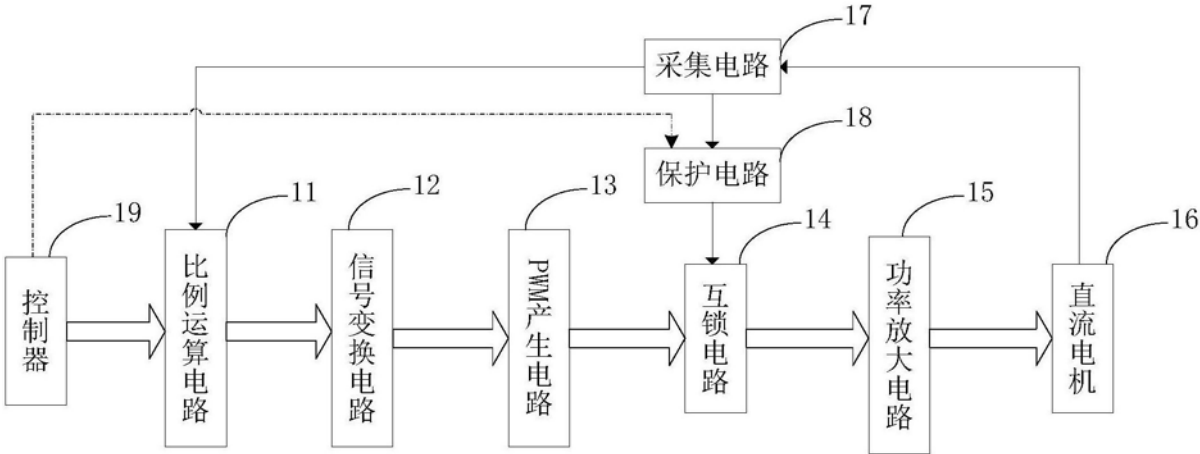 17
采集电路
18
保护电路
19
控制器
11
比例运算电路
12
信号变换电路
13
PWM产生电路
14
互锁电路
15
功率放大电路
16
直流电机